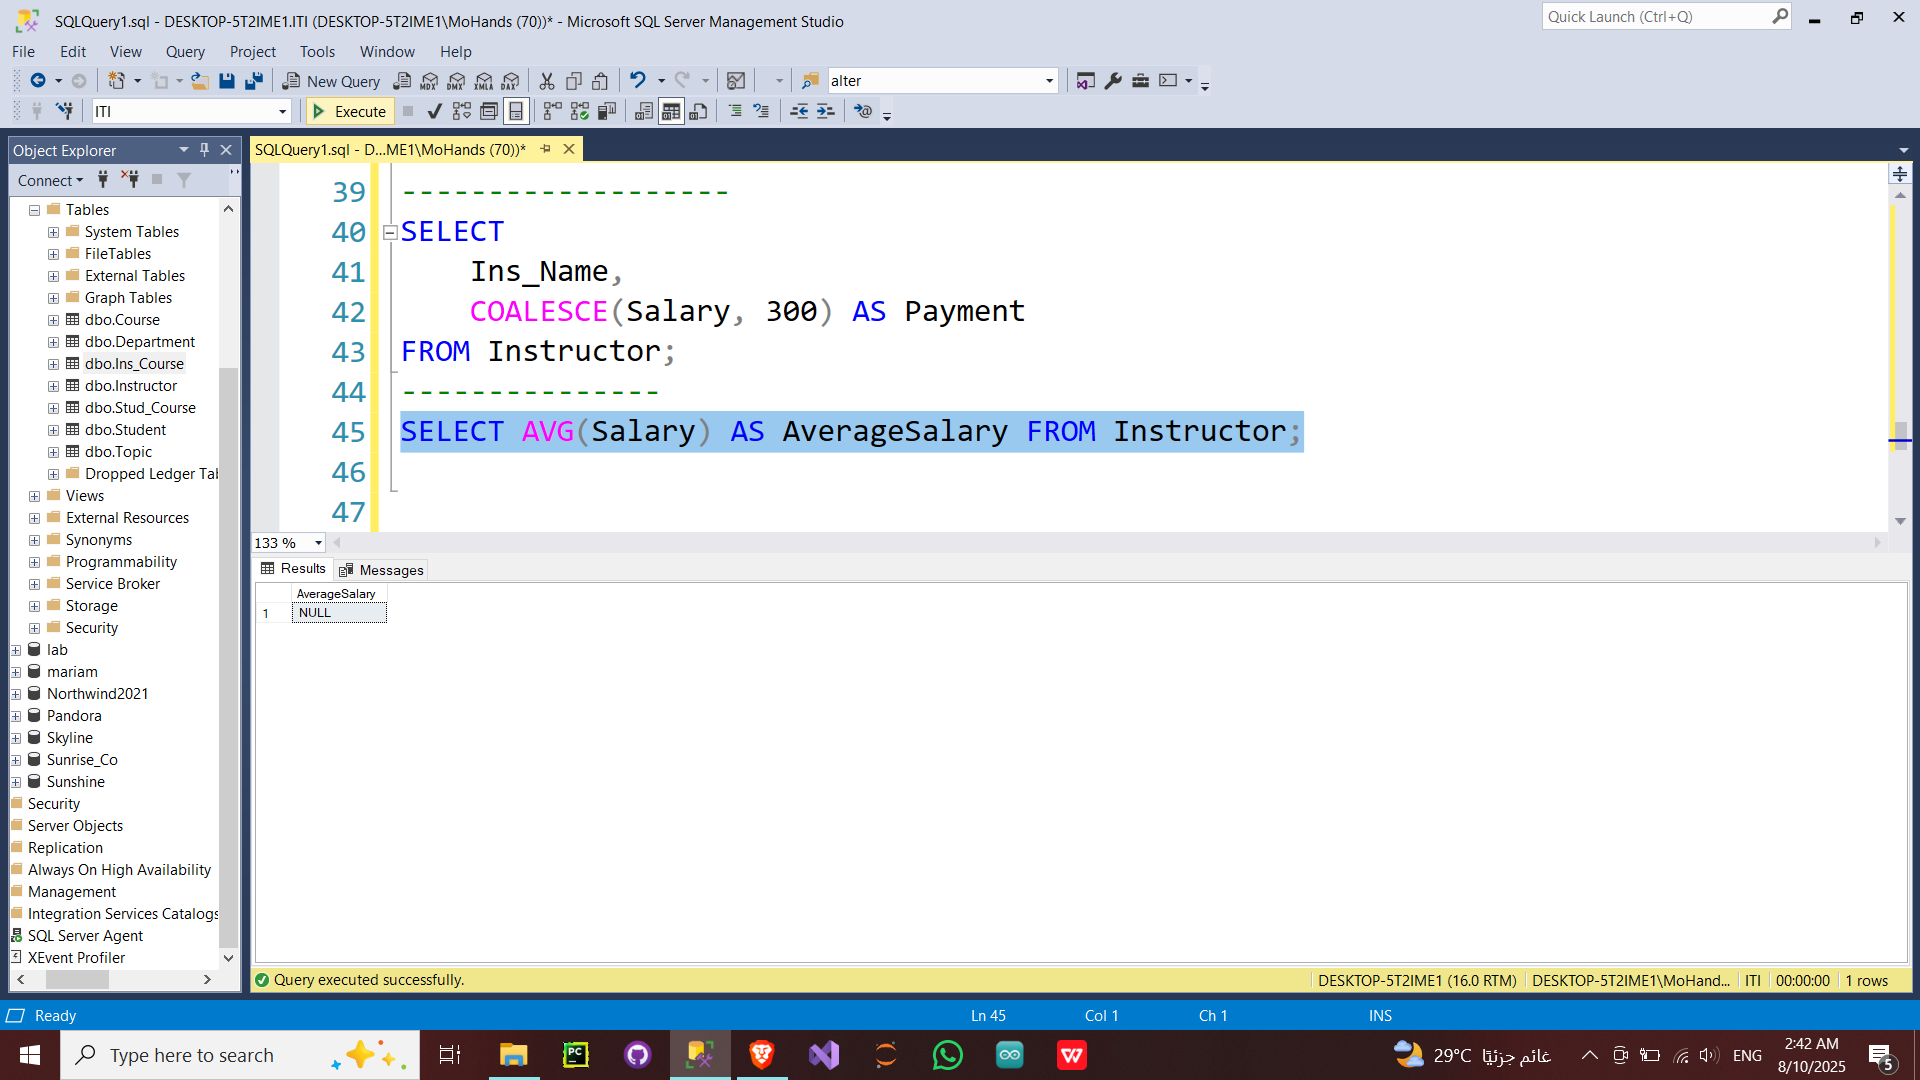 SQLQuery1.sql - DESKTOP-5T2IME1.ITI (DESKTOP-5T2IME1\MoHands (70))* - Microsoft SQL Server Management Studio
Quick Launch (Ctrl+Q)
File Edit View Query Project Tools Window Help
New Query
MDX DMX XMLA DAX
alter
ITI
Execute
Object Explorer
SQLQuery1.sql - D...ME1\MoHands (70))*
Connect
Tables
System Tables
FileTables
External Tables
Graph Tables
dbo.Course
dbo.Department
dbo.Ins_Course
dbo.Instructor
dbo.Stud_Course
dbo.Student
dbo.Topic
Dropped Ledger Tab
Views
External Resources
Synonyms
Programmability
Service Broker
Storage
Security
lab
mariam
Northwind2021
Pandora
Skyline
Sunrise_Co
Sunshine
Security
Server Objects
Replication
Always On High Availability
Management
Integration Services Catalogs
SQL Server Agent
XEvent Profiler
39 -------------------
40 SELECT
41 Ins_Name,
42 COALESCE(Salary, 300) AS Payment
43 FROM Instructor;
44 ---------------
45 SELECT AVG(Salary) AS AverageSalary FROM Instructor;
46
47
133 %
Results Messages
AverageSalary
1 NULL
Query executed successfully.
DESKTOP-5T2IME1 (16.0 RTM) DESKTOP-5T2IME1\MoHand... ITI 00:00:00 1 rows
Ready Ln 45 Col 1 Ch 1 INS
Type here to search
PC
W
29°C غائم جزئيًا
ENG
2:42 AM
8/10/2025
5